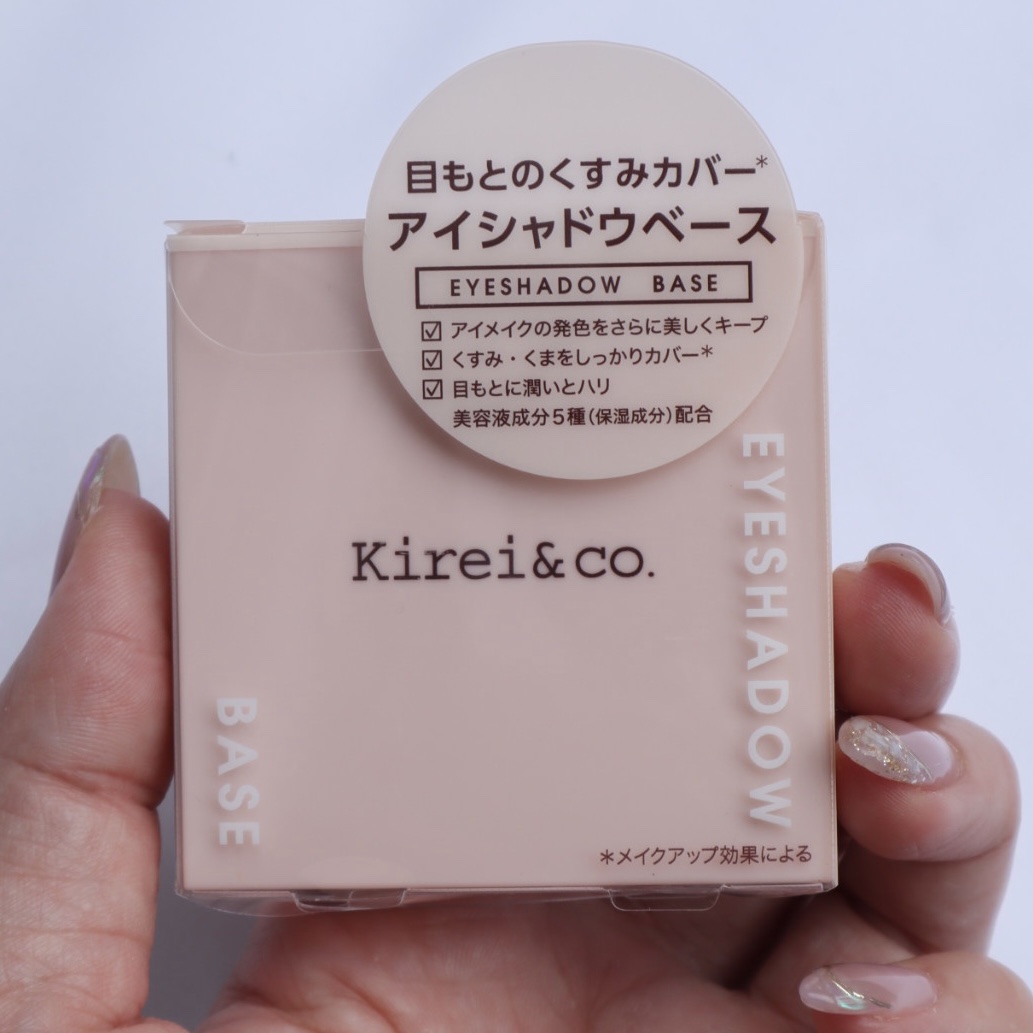 目もとのくすみカバー*
アイシャドウベース
EYESHADOW BASE
☑ アイメイクの発色をさらに美しくキープ
☑ くすみ・くまをしっかりカバー*
☑ 目もとに潤いとハリ
美容液成分5種(保湿成分)配合
Kirei&co.
EYESHADOW
BASE
*メイクアップ効果による